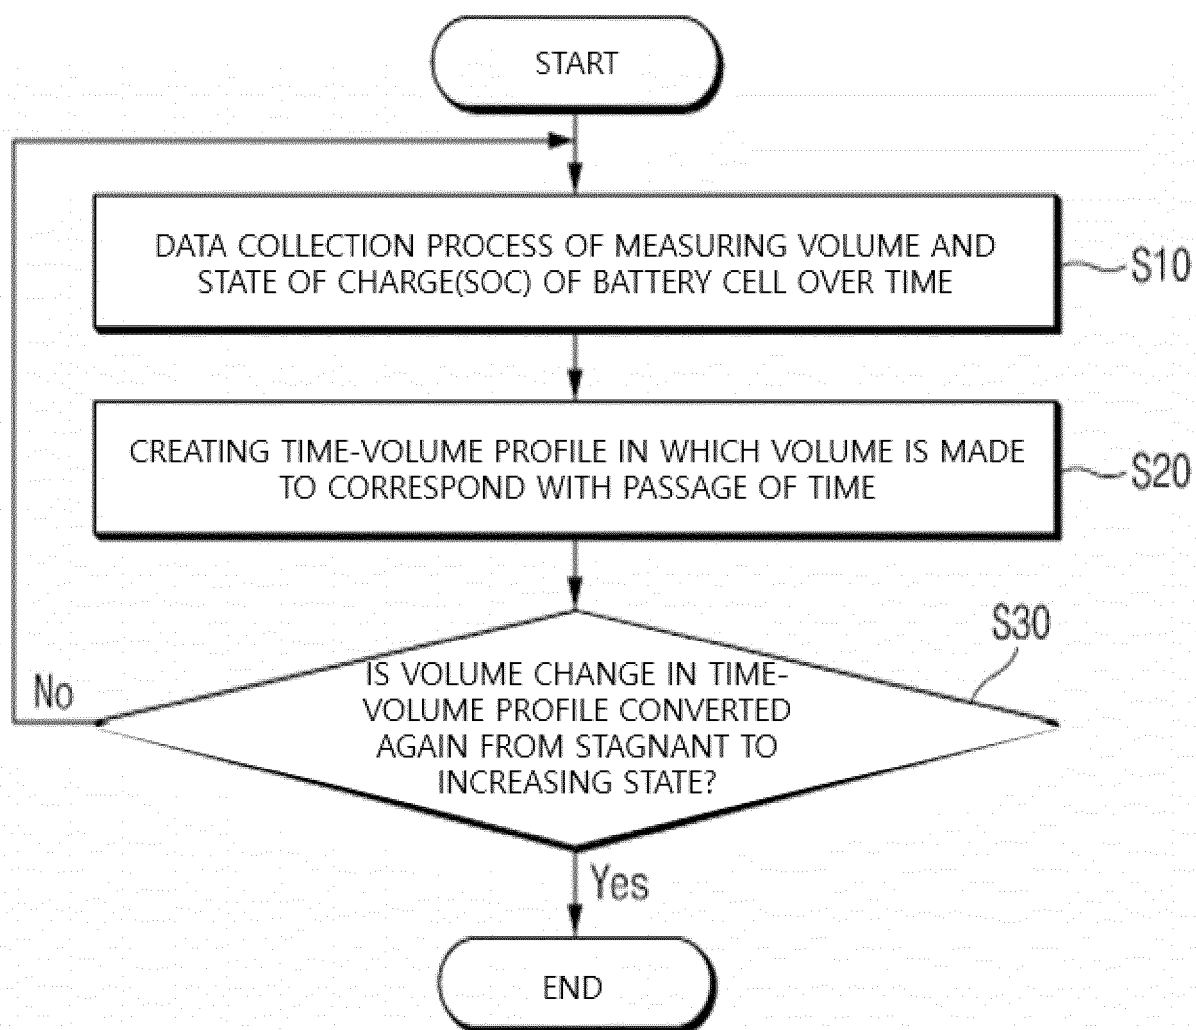 START
DATA COLLECTION PROCESS OF MEASURING VOLUME AND
STATE OF CHARGE(SOC) OF BATTERY CELL OVER TIME
S10
CREATING TIME-VOLUME PROFILE IN WHICH VOLUME IS MADE
TO CORRESPOND WITH PASSAGE OF TIME
S20
S30
IS VOLUME CHANGE IN TIME-
VOLUME PROFILE CONVERTED
AGAIN FROM STAGNANT TO
INCREASING STATE?
No
Yes
END